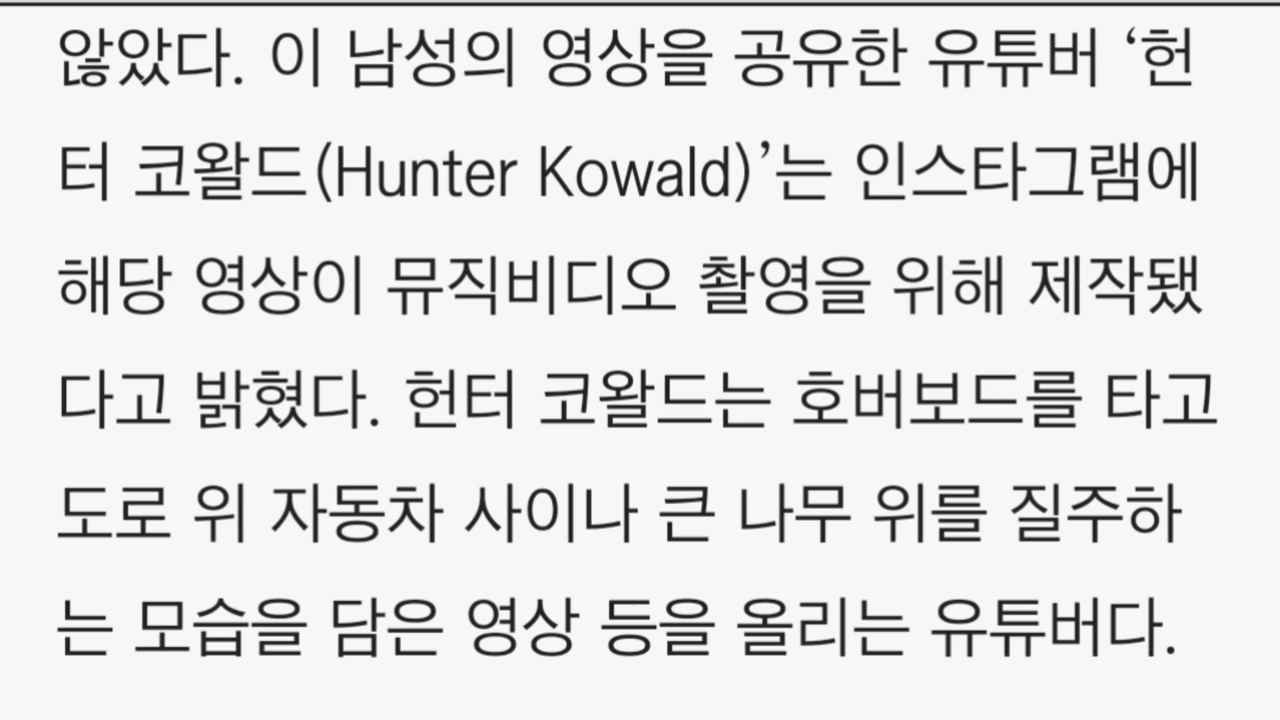 않았다. 이 남성의 영상을 공유한 유튜버 ‘헌
터 코왈드(Hunter Kowald)’는 인스타그램에
해당 영상이 뮤직비디오 촬영을 위해 제작됐
다고 밝혔다. 헌터 코왈드는 호버보드를 타고
도로 위 자동차 사이나 큰 나무 위를 질주하
는 모습을 담은 영상 등을 올리는 유튜버다.